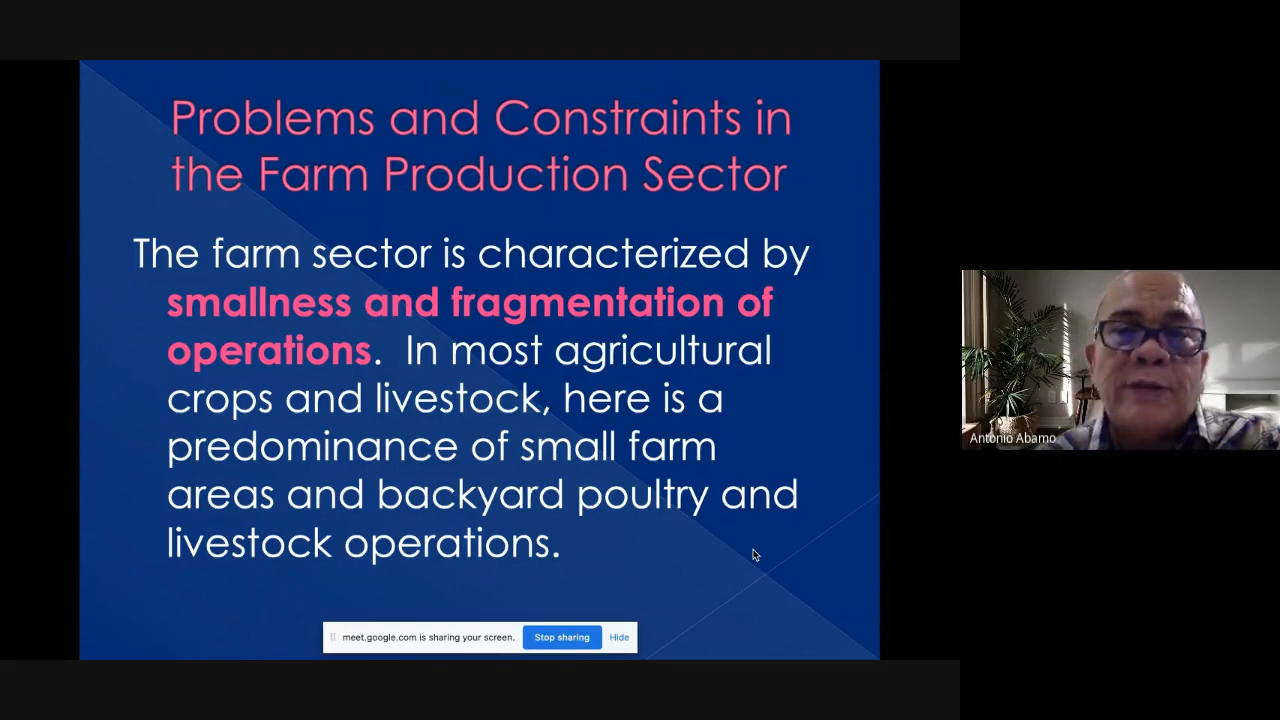 Problems and Constraints in
the Farm Production Sector
The farm sector is characterized by
smallness and fragmentation of
operations.  In most agricultural
crops and livestock, here is a
predominance of small farm
areas and backyard poultry and
livestock operations.
meet.google.com is sharing your screen. Stop sharing Hide
Antonio Abamo